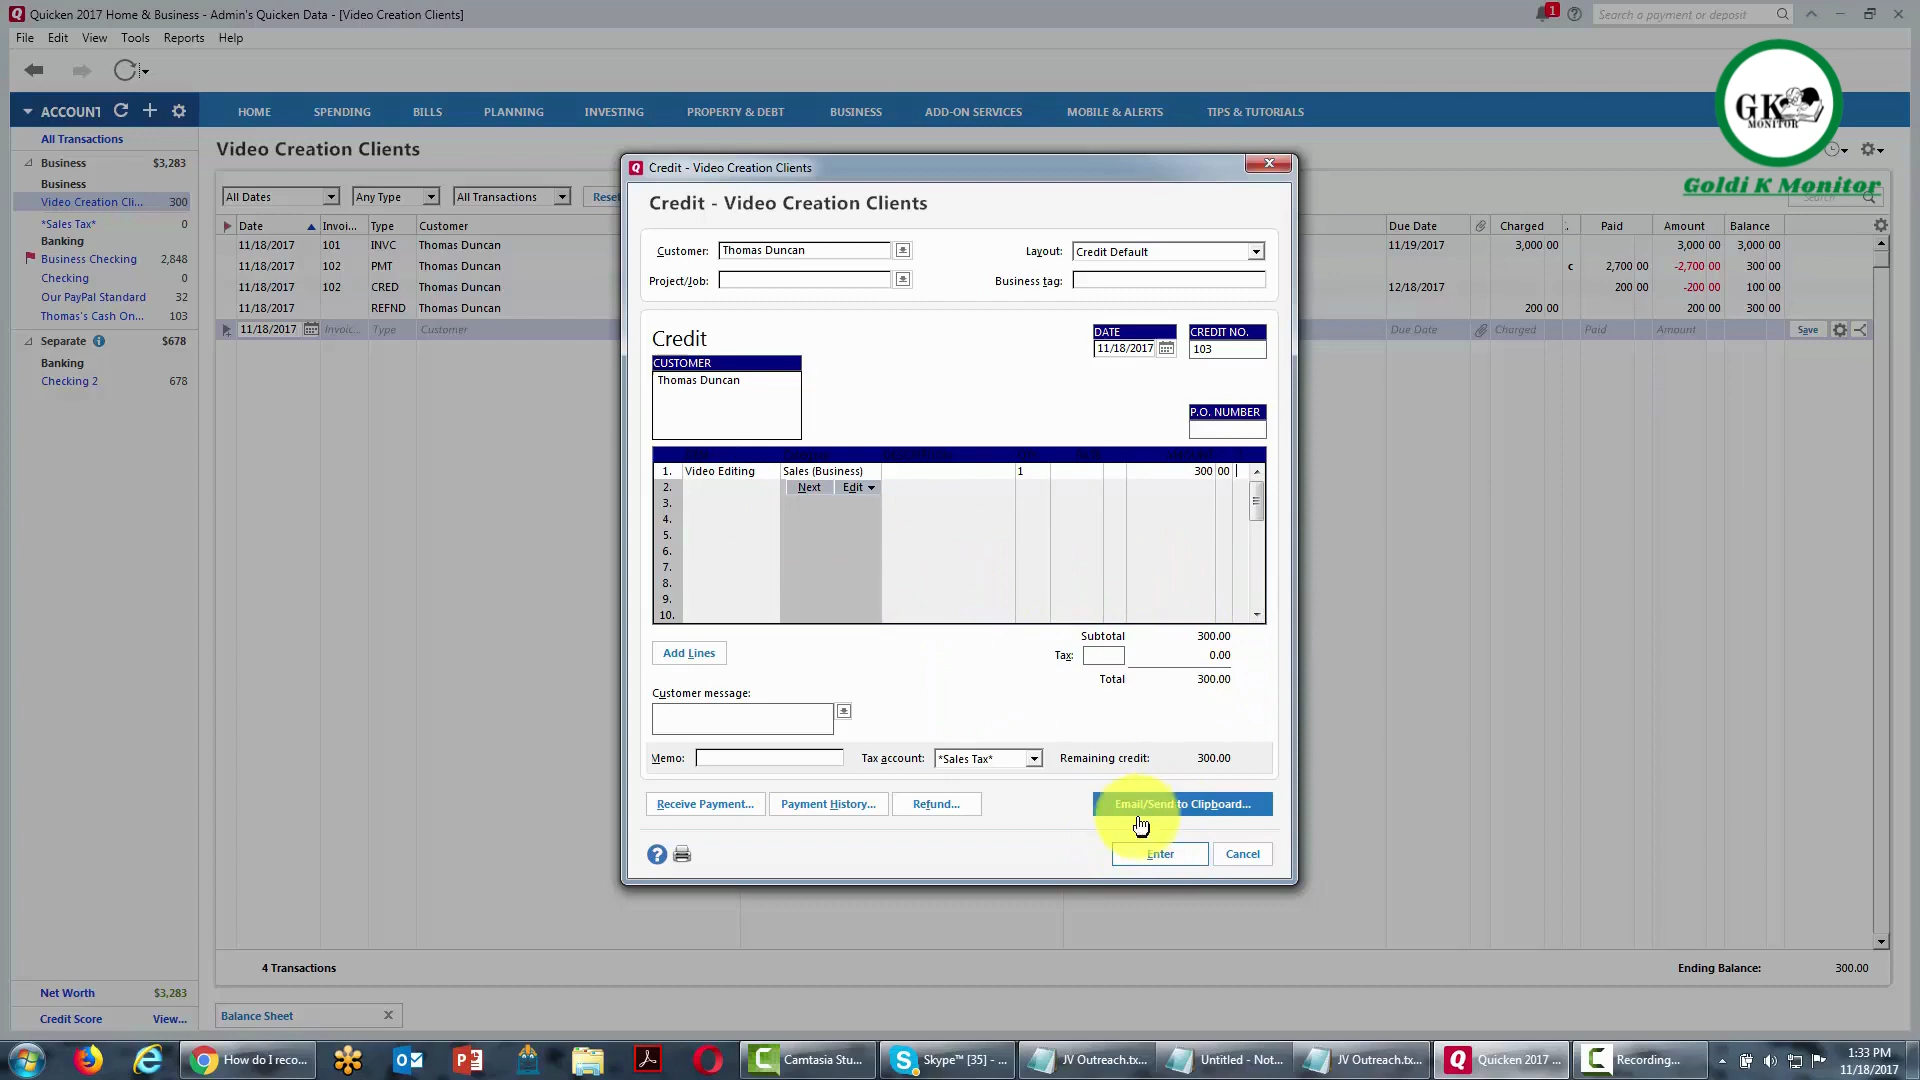 Quicken 2017 Home & Business - Admin's Quicken Data - [Video Creation Clients]
1
Search a payment or deposit
File Edit View Tools Reports Help
GK
MONITOR
Goldi K Monitor
ACCOUNT
HOME SPENDING BILLS PLANNING INVESTING PROPERTY & DEBT BUSINESS ADD-ON SERVICES MOBILE & ALERTS TIPS & TUTORIALS
All Transactions
Business $3,283
Business
Video Creation Cli... 300
*Sales Tax* 0
Banking
Business Checking 2,848
Checking 0
Our PayPal Standard 32
Thomas's Cash On... 103
Separate $678
Banking
Checking 2 678
Net Worth $3,283
Credit Score View...
Video Creation Clients
All Dates Any Type All Transactions Reset
Search
Date Invoi... Type Customer Due Date Charged . Paid Amount Balance
11/18/2017 101 INVC Thomas Duncan 11/19/2017 3,000 00 3,000 00 3,000 00
11/18/2017 102 PMT Thomas Duncan c 2,700 00 -2,700 00 300 00
11/18/2017 102 CRED Thomas Duncan 12/18/2017 200 00 -200 00 100 00
11/18/2017 REFND Thomas Duncan 200 00 200 00 300 00
11/18/2017 Invoic... Type Customer Due Date Charged Paid Amount Save
Credit - Video Creation Clients
Credit - Video Creation Clients
Customer: Thomas Duncan Layout: Credit Default
Project/Job: Business tag:
Credit
DATE CREDIT NO.
11/18/2017 103
CUSTOMER
Thomas Duncan
P.O. NUMBER
1. Video Editing Sales (Business) 1 300 00
2. Next Edit
3.
4.
5.
6.
7.
8.
9.
10.
Add Lines
Subtotal 300.00
Tax: 0.00
Total 300.00
Customer message:
Memo: Tax account: *Sales Tax* Remaining credit: 300.00
Receive Payment... Payment History... Refund... Email/Send to Clipboard...
Enter Cancel
4 Transactions Ending Balance: 300.00
Balance Sheet
How do I reco... Camtasia Stu... Skype™ [35] - ... JV Outreach.tx... Untitled - Not... JV Outreach.tx... Quicken 2017 ... Recording...
1:33 PM
11/18/2017